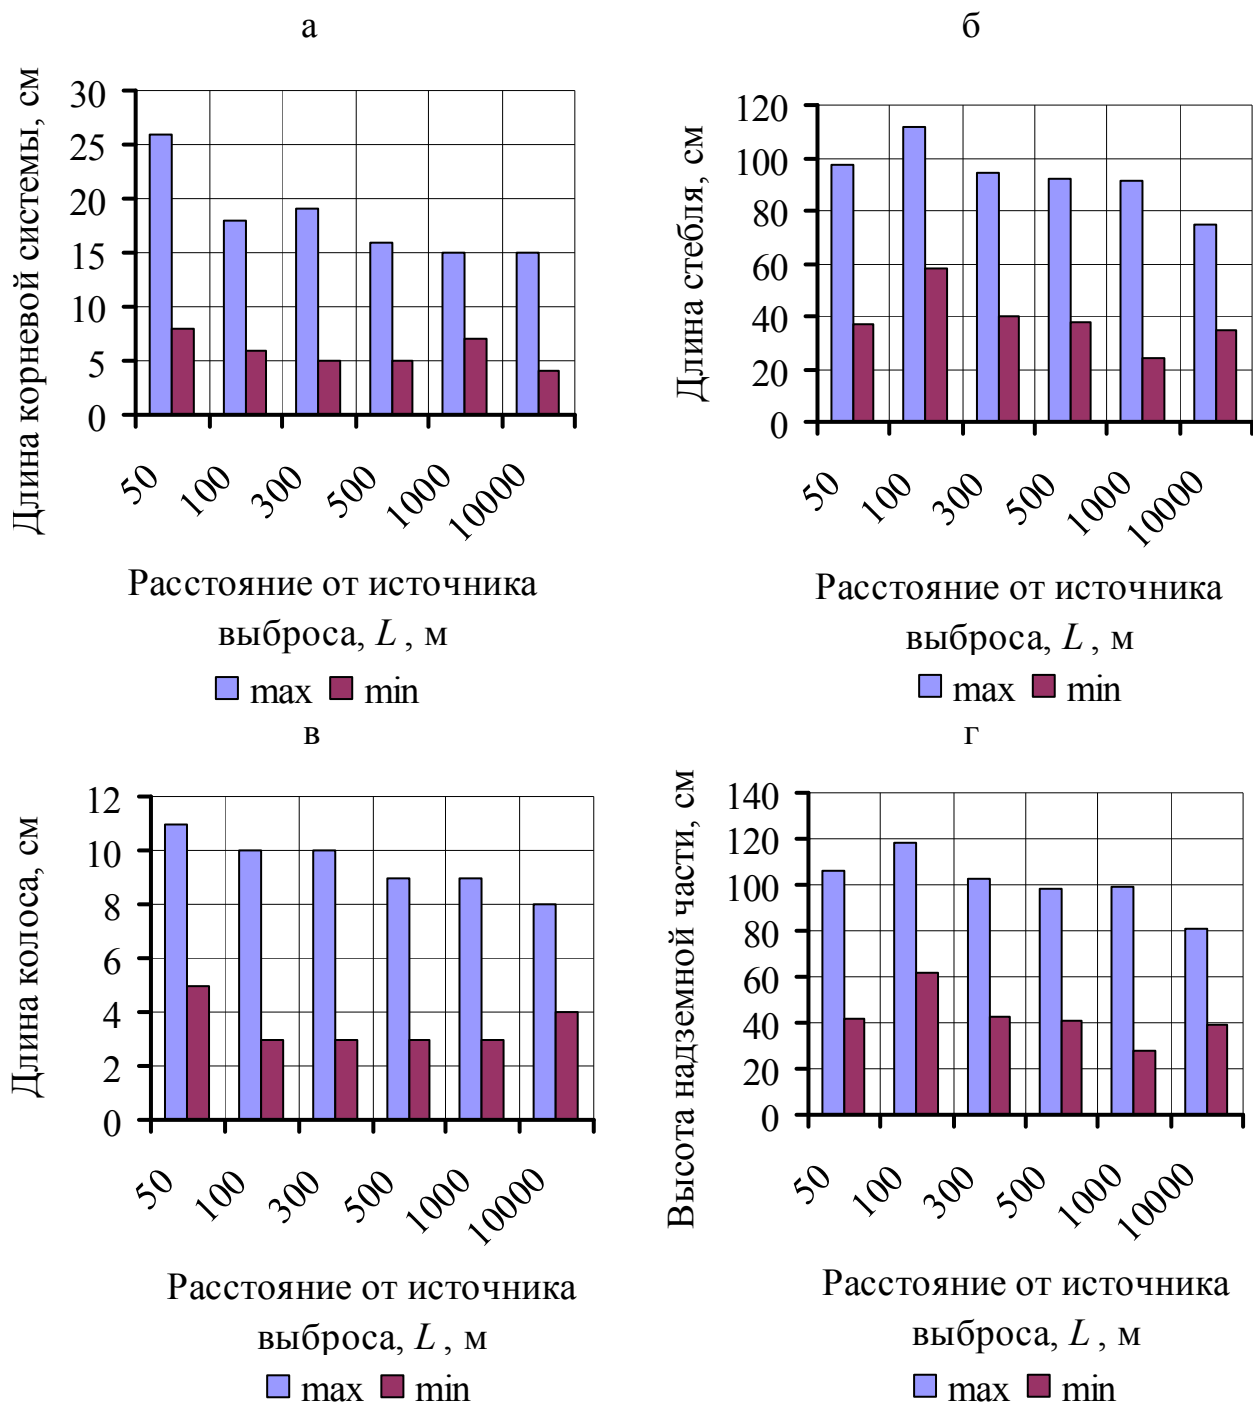 а
Длина корневой системы, см
30
25
20
15
10
5
0
50
100
300
500
1000
10000
Расстояние от источника
выброса, L , м
max min
б
Длина стебля, см
120
100
80
60
40
20
0
50
100
300
500
1000
10000
Расстояние от источника
выброса, L , м
max min
в
Длина колоса, см
12
10
8
6
4
2
0
50
100
300
500
1000
10000
Расстояние от источника
выброса, L , м
max min
г
Высота надземной части, см
140
120
100
80
60
40
20
0
50
100
300
500
1000
10000
Расстояние от источника
выброса, L , м
max min